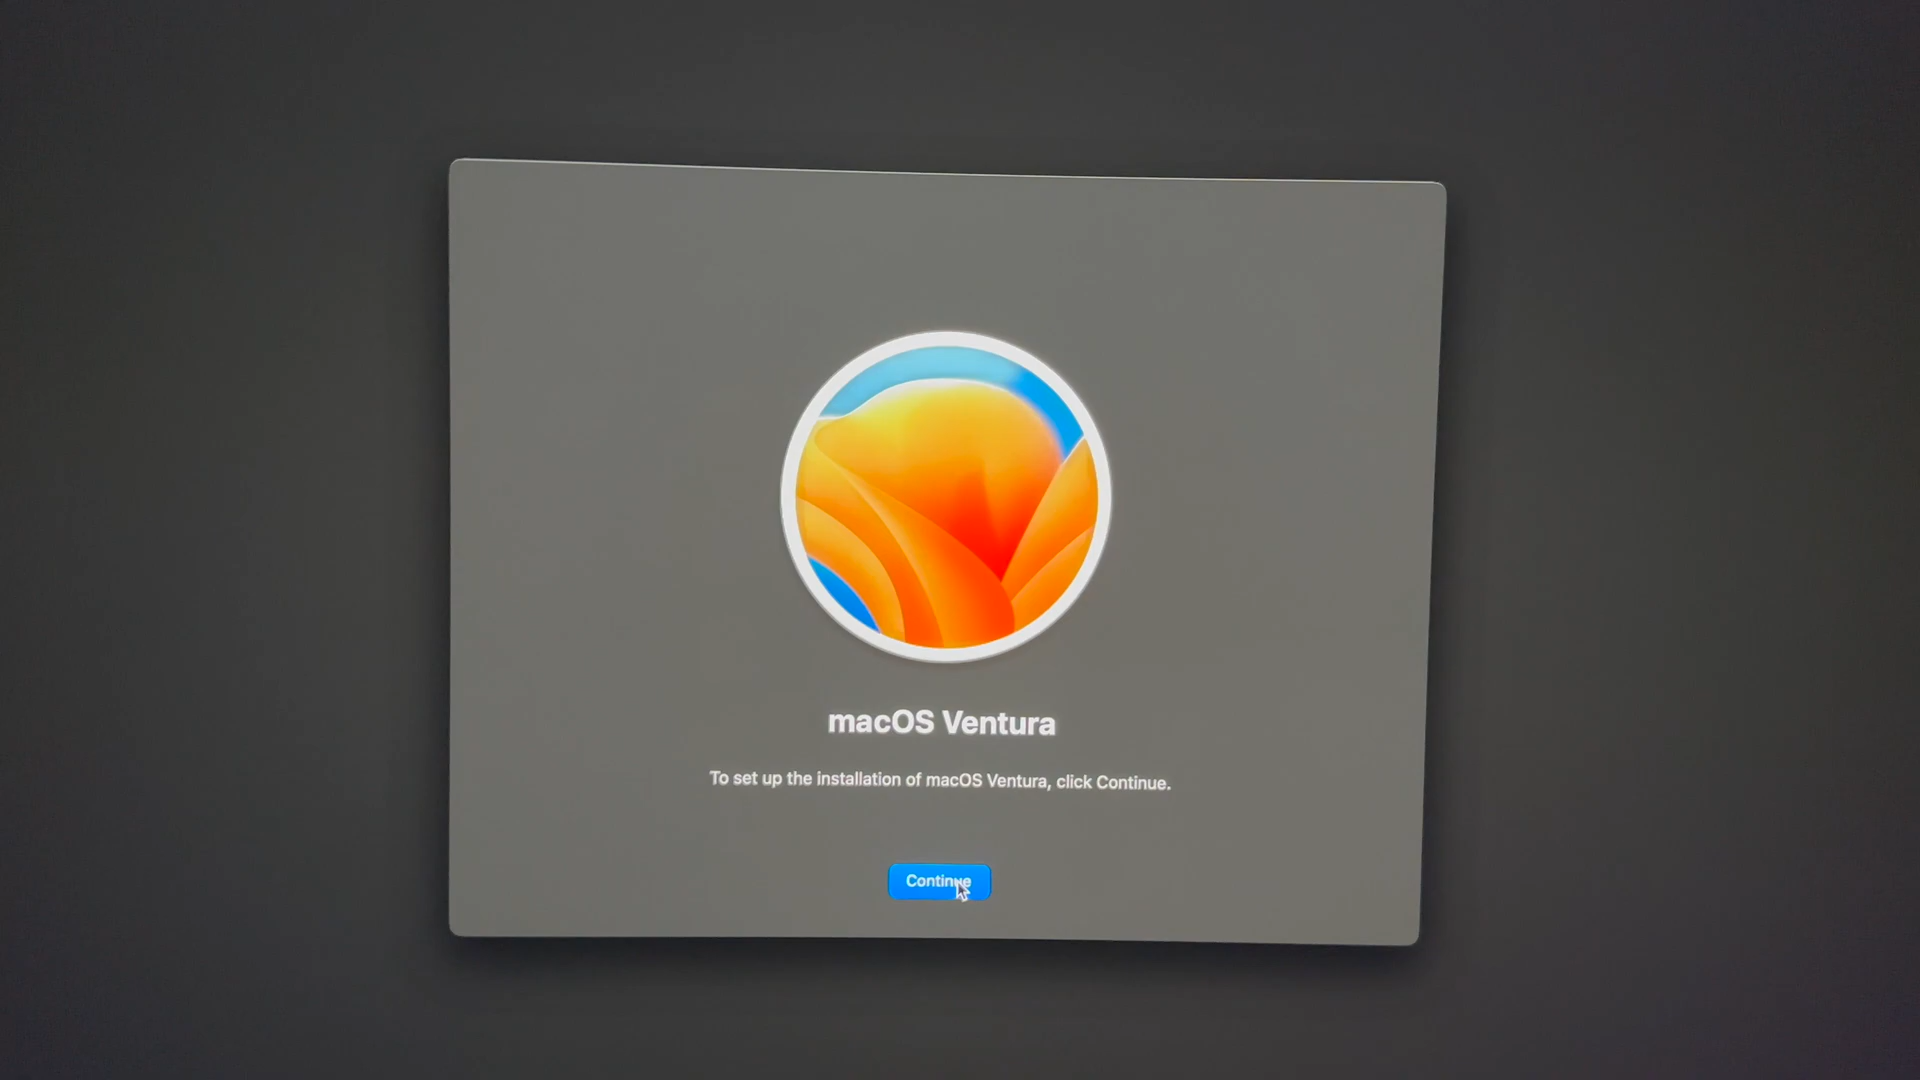 macOS Ventura
To set up the installation of macOS Ventura, click Continue.
Continue